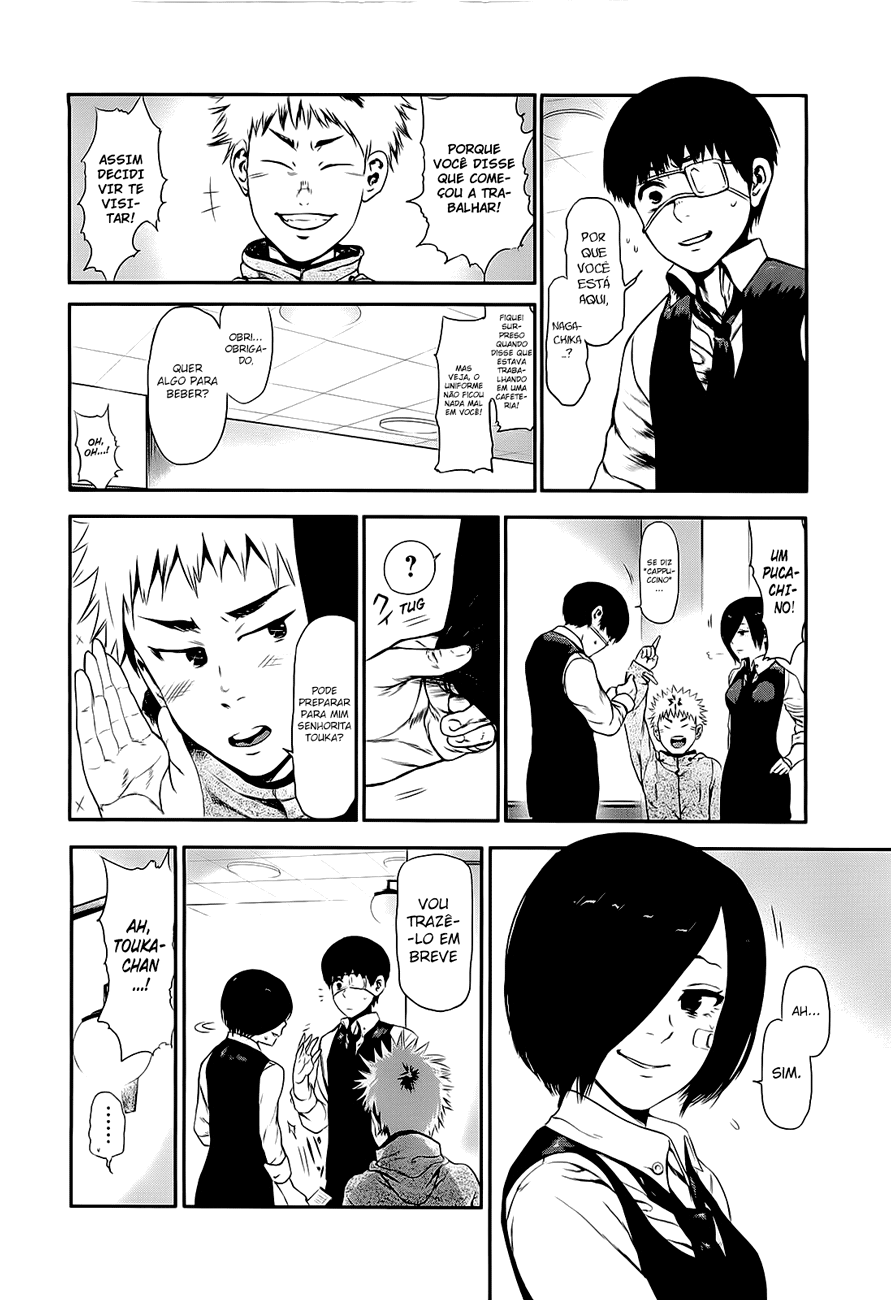 POR
QUE
VOCÊ
ESTÁ
AQUI,
NAGA-
CHIKA
..?
PORQUE
VOCÊ DISSE
QUE COME-
ÇOU A TRA-
BALHAR!
ASSIM
DECIDI
VIR TE
VISI-
TAR!
FIQUEI
SUR-
PRESO
QUANDO
DISSE QUE
ESTAVA
TRABA-
LHANDO
EM UMA
CAFETE-
RIA!
MAS
VEJA, O
UNIFORME
NÃO FICOU
NADA MAL
EM VOCÊ!
OBRI...
OBRIGA-
DO.
QUER
ALGO PARA
BEBER?
OH,
OH...!
UM
PUCA-
CHI-
NO!
SE DIZ
"CAPPU-
CCINO"
...
?
クイ
TUG
PODE
PREPARAR
PARA MIM
SENHORITA
TOUKA?
AH...
SIM.
VOU
TRAZÊ-
-LO EM
BREVE
AH,
TOUKA-
CHAN
...!
......